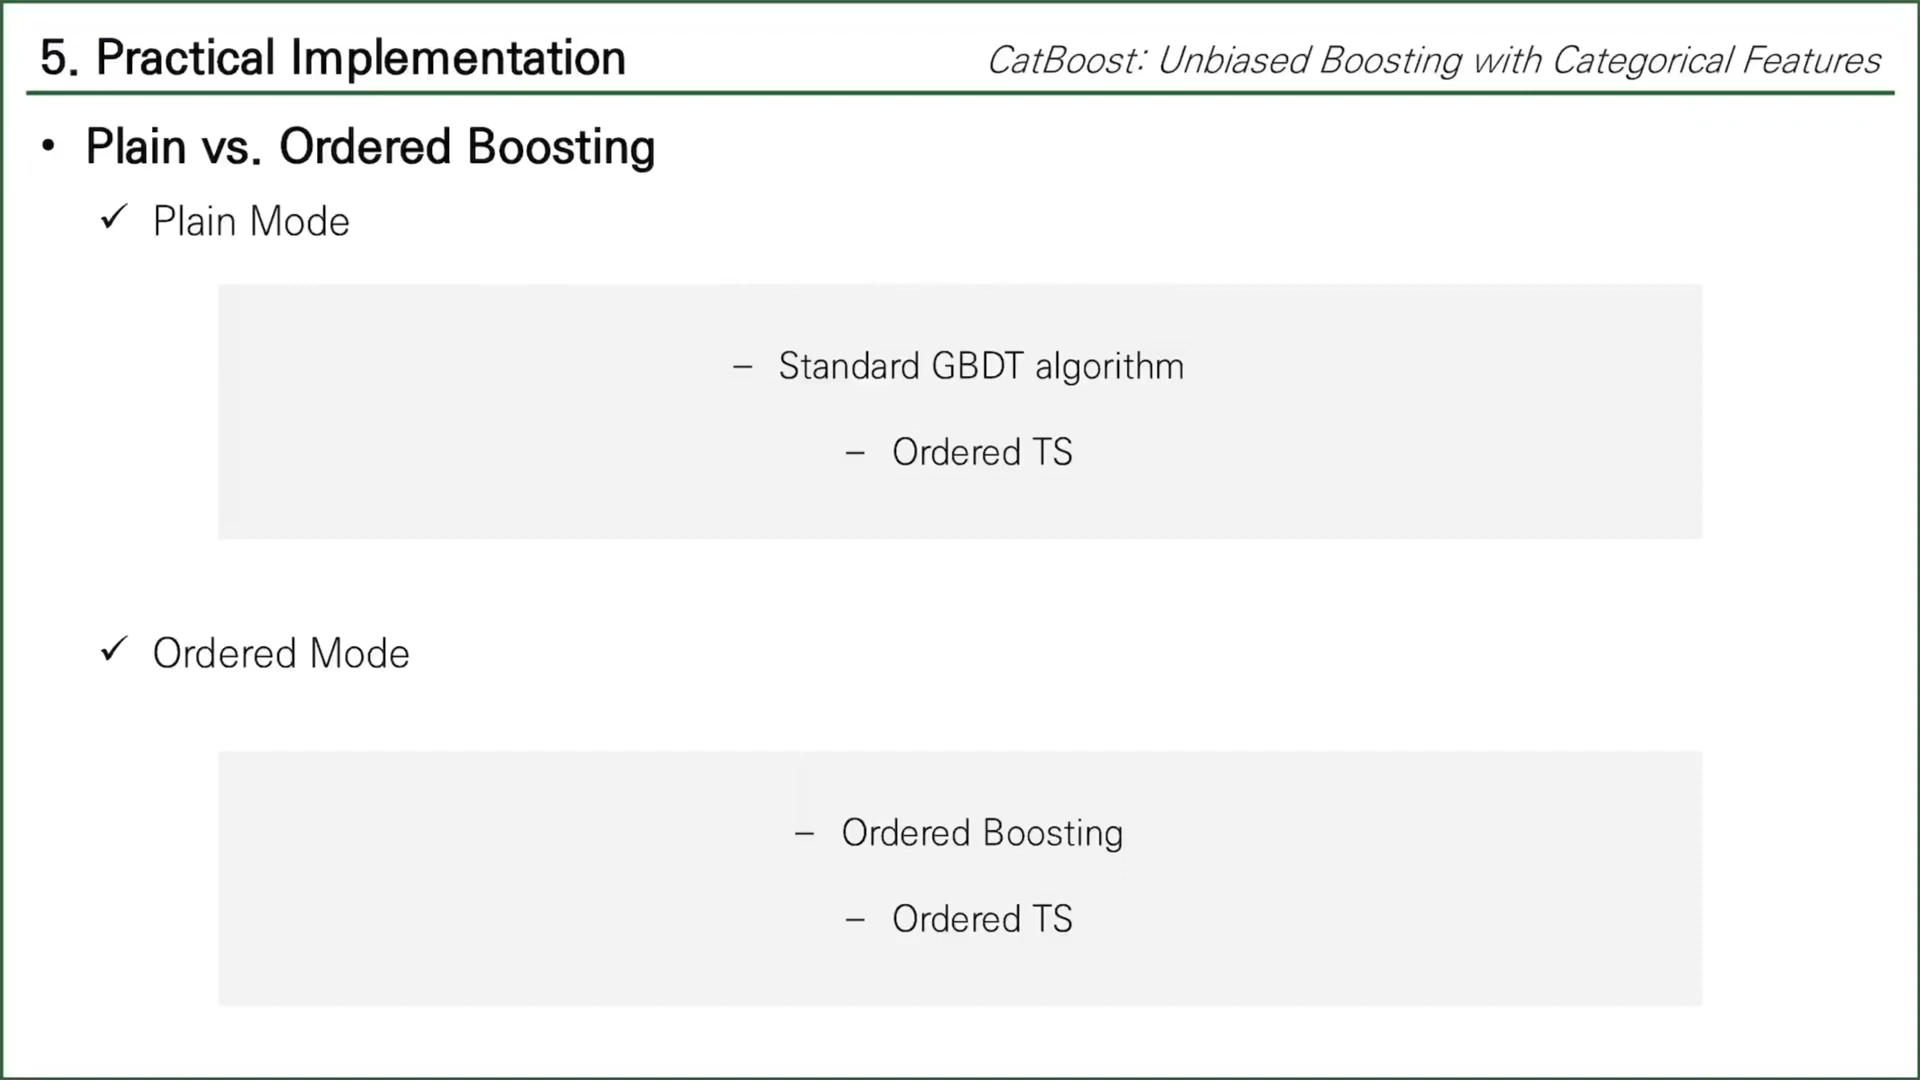 5. Practical Implementation
CatBoost: Unbiased Boosting with Categorical Features
• Plain vs. Ordered Boosting
✓ Plain Mode
– Standard GBDT algorithm
– Ordered TS
✓ Ordered Mode
– Ordered Boosting
– Ordered TS